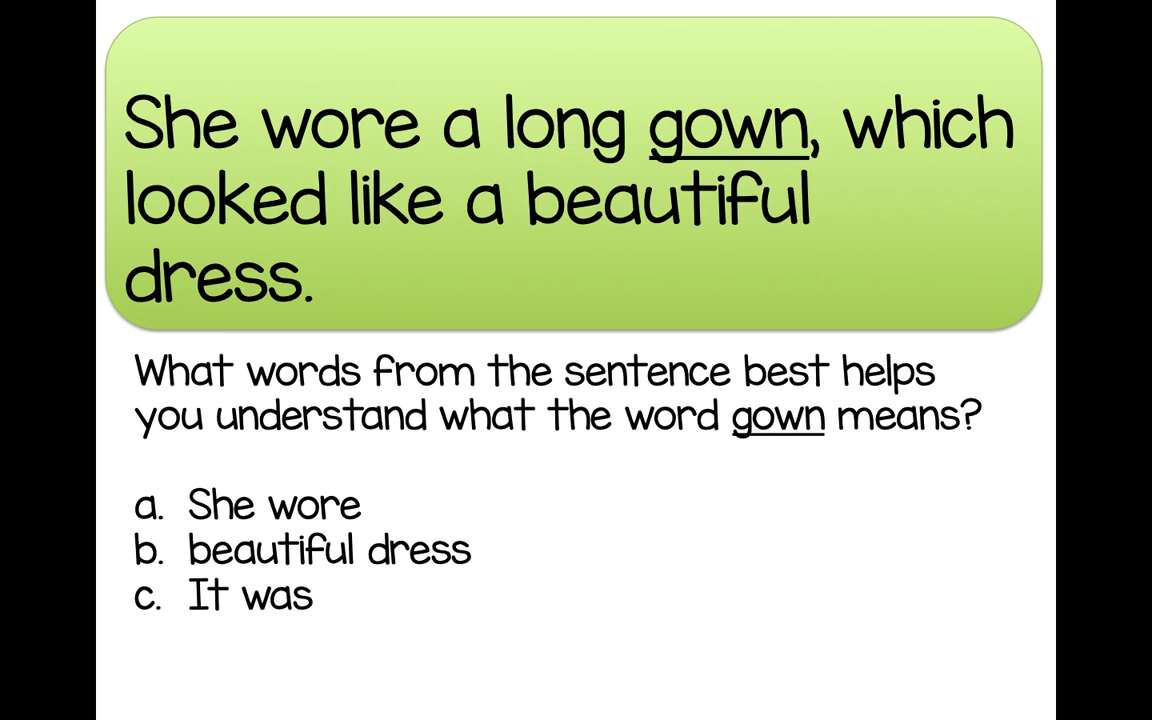 She wore a long gown, which
looked like a beautiful
dress.
What words from the sentence best helps
you understand what the word gown means?
a. She wore
b. beautiful dress
c. It was